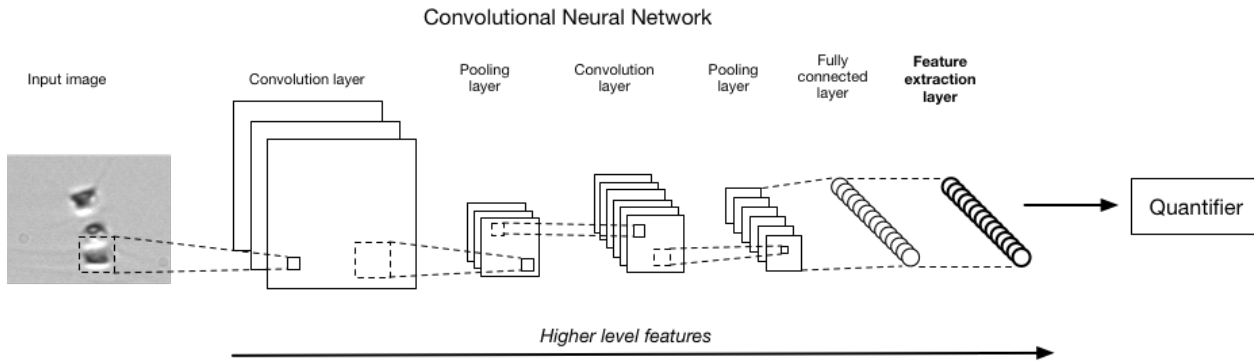 Convolutional Neural Network
Input image
Convolution layer
Pooling
layer
Convolution
layer
Pooling
layer
Fully
connected
layer
Feature
extraction
layer
Quantifier
Higher level features